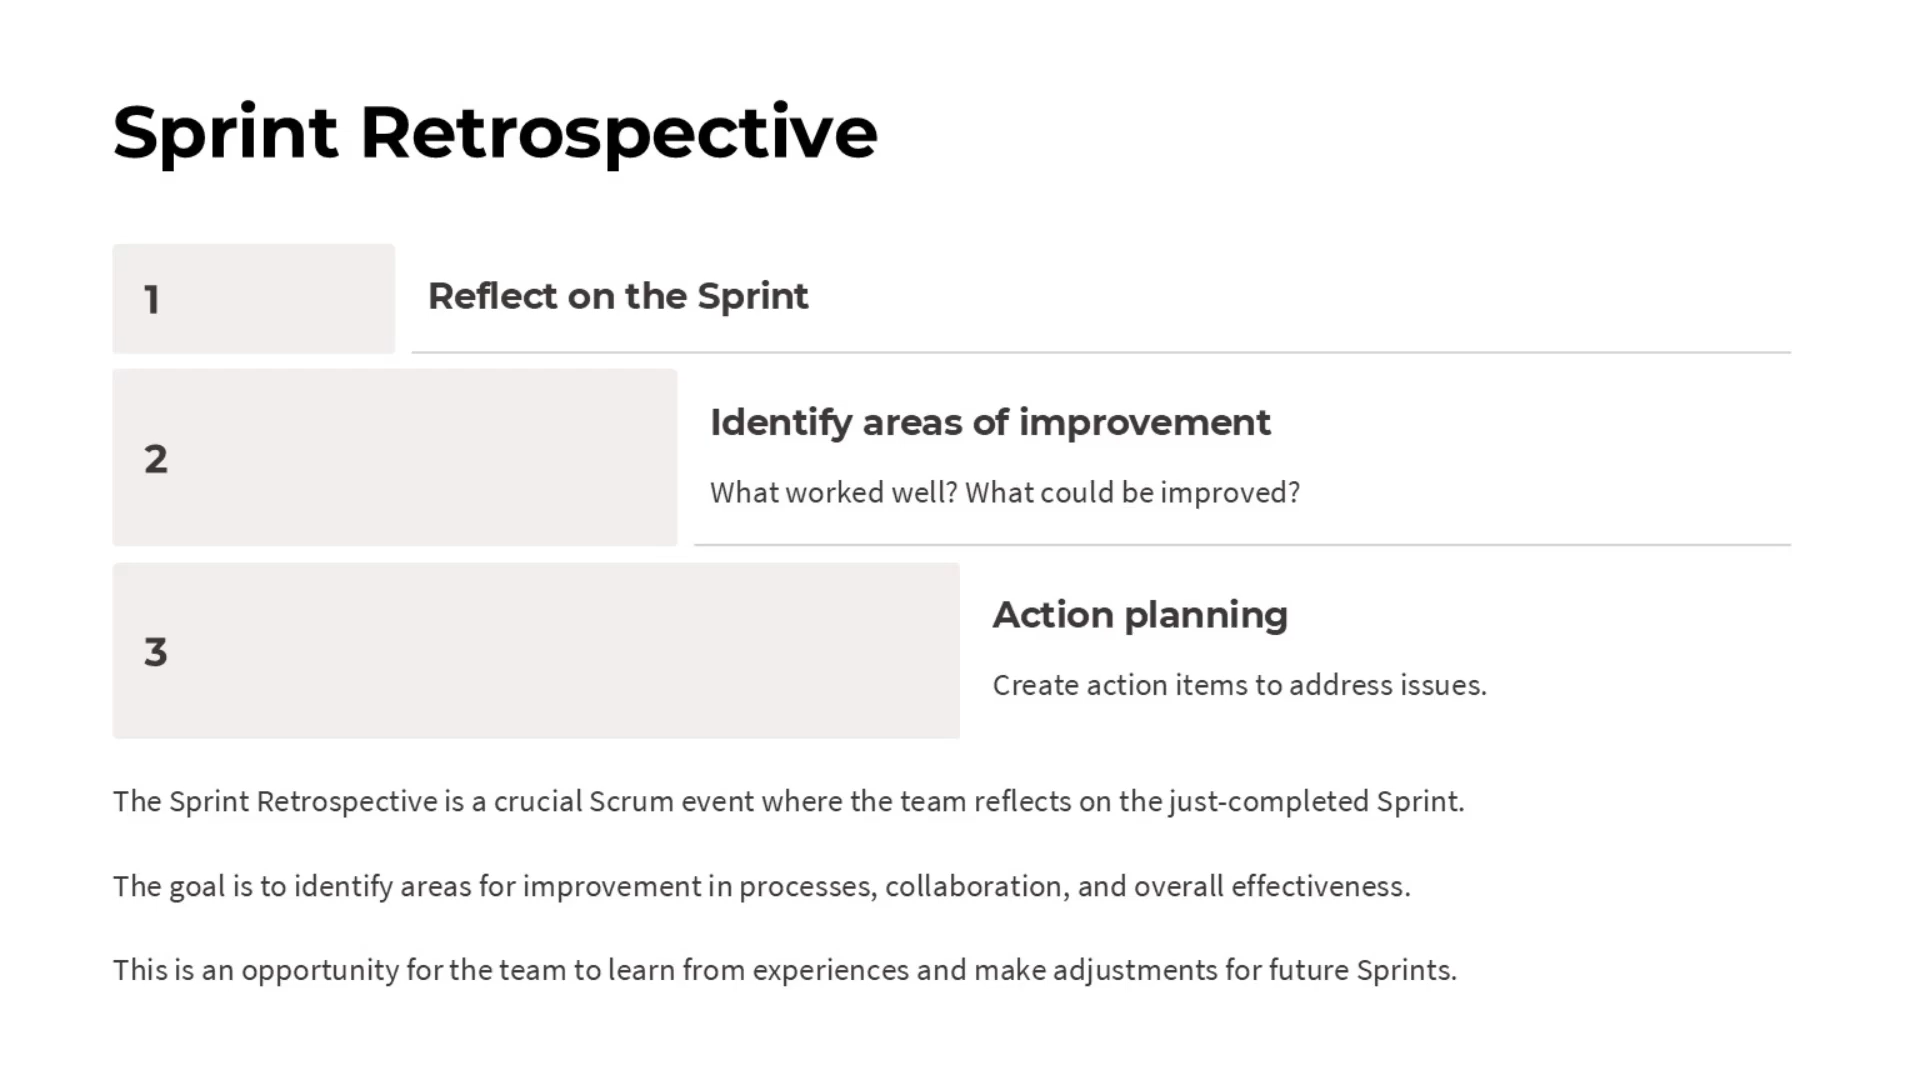 Sprint Retrospective
1
Reflect on the Sprint
2
Identify areas of improvement
What worked well? What could be improved?
3
Action planning
Create action items to address issues.
The Sprint Retrospective is a crucial Scrum event where the team reflects on the just-completed Sprint.
The goal is to identify areas for improvement in processes, collaboration, and overall effectiveness.
This is an opportunity for the team to learn from experiences and make adjustments for future Sprints.